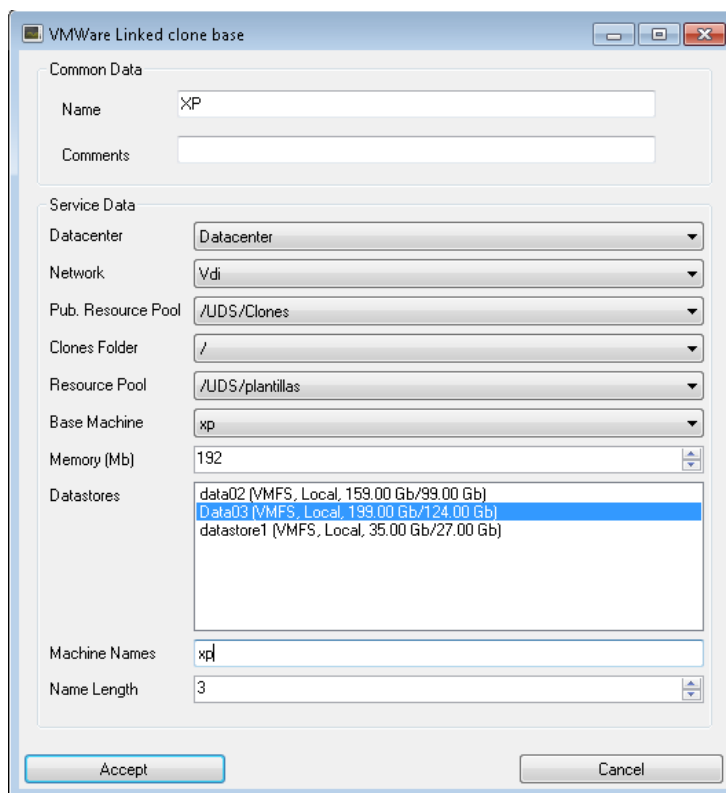 VMWare Linked clone base
Common Data
Name XP
Comments
Service Data
Datacenter Datacenter
Network Vdi
Pub. Resource Pool /UDS/Clones
Clones Folder /
Resource Pool /UDS/plantillas
Base Machine xp
Memory (Mb) 192
Datastores data02 (VMFS, Local, 159.00 Gb/99.00 Gb)
Data03 (VMFS, Local, 199.00 Gb/124.00 Gb)
datastore1 (VMFS, Local, 35.00 Gb/27.00 Gb)
Machine Names xp
Name Length 3
Accept Cancel